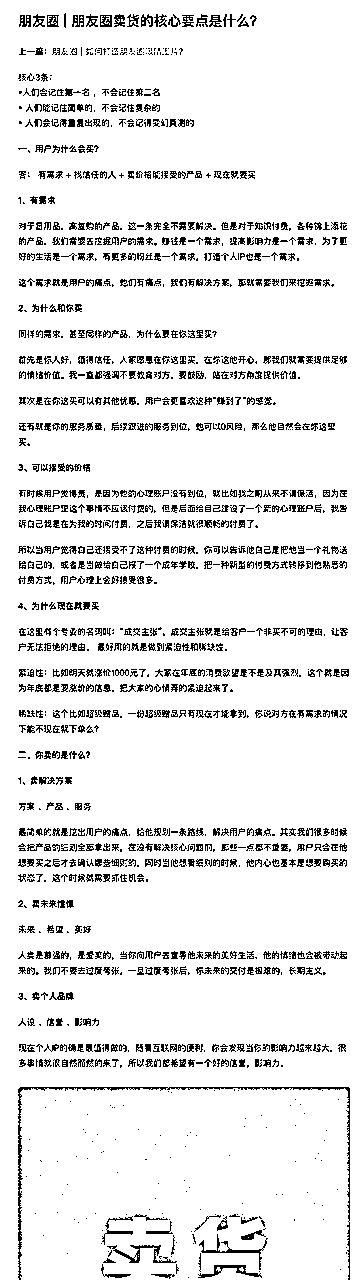 朋友圈 | 朋友圈卖货的核心要点是什么?
上一篇: 朋友圈 | 如何打造朋友圈
核心3条:
•人们会记住第一名，不会记住第二名
•人们能记住简单的，不会记住复杂的
•人们会记得重复出现的，不会记得变幻莫测的
一、用户为什么会买?
答: 有需求 + 找信任的人 + 卖价格能接受的产品 + 现在就要买
1、有需求
对于日用品、高复购的产品，这一条完全不需要解决。但是对于知识付费、各种锦上添花
的产品，我们需要去挖掘用户的需求。赚钱是一个需求，提高影响力是一个需求，为了更
好的生活是一个需求，有更多的粉丝是一个需求，打造个人IP也是一个需求。
这个需求就是用户的痛点，他们有痛点，我们有解决方案，那就需要我们来挖掘需求。
2、为什么和你买
同样的需求，甚至同样的产品，为什么要在你这里买?
首先是你人好，值得信任，人家愿意在你这里买。在你这他开心，那我们就需要提供足够
的情绪价值。我一直都强调不要教育对方，要鼓励，站在对方角度提供价值。
其次是在你这买可以有其他优惠，用户会更喜欢这种“赚到了”的感觉。
还有就是你的服务质量，后续跟进的服务到位，他可以0风险，那么他自然会在你这里
买。
3、可以接受的价格
有时候用户觉得贵，是因为他的心理账户没有到位，就比如我之前从来不请保洁，因为在
我心理账户里这个事情不应该付费的，但是后面给自己建设了一个新的心理账户后，我告
诉自己我是在为我的时间付费，之后我请保洁就很顺畅的付费了。
所以当用户觉得自己还接受不了这种付费的时候，你可以告诉他自己是把他当一个礼物送
给自己的，或者是当做给自己报了一个成年学校，把一种新型的付费方式转移到他熟悉的
付费方式，用户心理上会好接受很多。
4、为什么现在就要买
在这里有个专业的名词叫: “成交主张”，成交主张就是给客户一个非买不可的理由，让客
户无法拒绝的理由。最好用的就是做到紧迫性和稀缺性。
紧迫性: 比如明天就涨价1000元了，大家在年底的消费欲望是不是及其强烈，这个就是因
为年底都是要涨价的信息，把大家的心情弄的紧迫起来了。
稀缺性: 这个比如超级赠品，一份超级赠品只有现在才能拿到，你说对方在有需求的情况
下能不现在就下单么?
二、你卖的是什么?
1、卖解决方案
方案 、产品 、服务
最简单的就是挖出用户的痛点，给他规划一条路线，解决用户的痛点。其实我们很多时候
会把产品的运动全部拿出来，在没有解决核心问题前，那些一点都不重要，用户只会在他
想要买之后才会确认哪些细则的，同时当他想看细则的时候，他内心也基本是想要购买的
状态了，这个时候就需要抓住机会。
2、卖未来憧憬
未来 、希望 、美好
人类是慕强的，是爱美的，当你向用户去宣导他未来的美好生活，他的情绪也会被带动起
来的。我们不要去过度夸张，一旦过度夸张后，你未来的交付是很难的，长期主义。
3、卖个人品牌
人设 、信誉 、影响力
现在个人IP的确是最值得做的，随着互联网的便利，你会发现当你的影响力越来越大，很
多事情就很自然而然的来了，所以我们都希望有一个好的信誉，影响力。